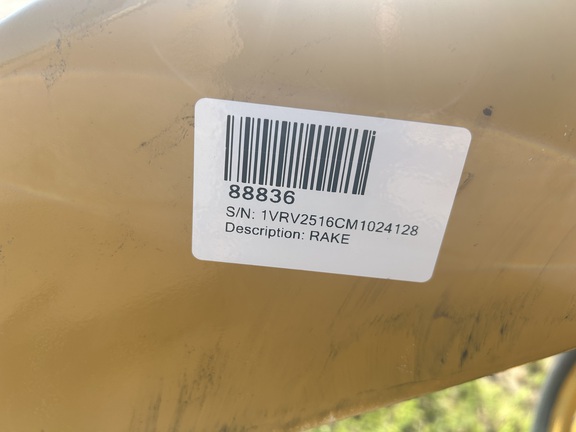 88836
S/N: 1VRV2516CM1024128
Description: RAKE